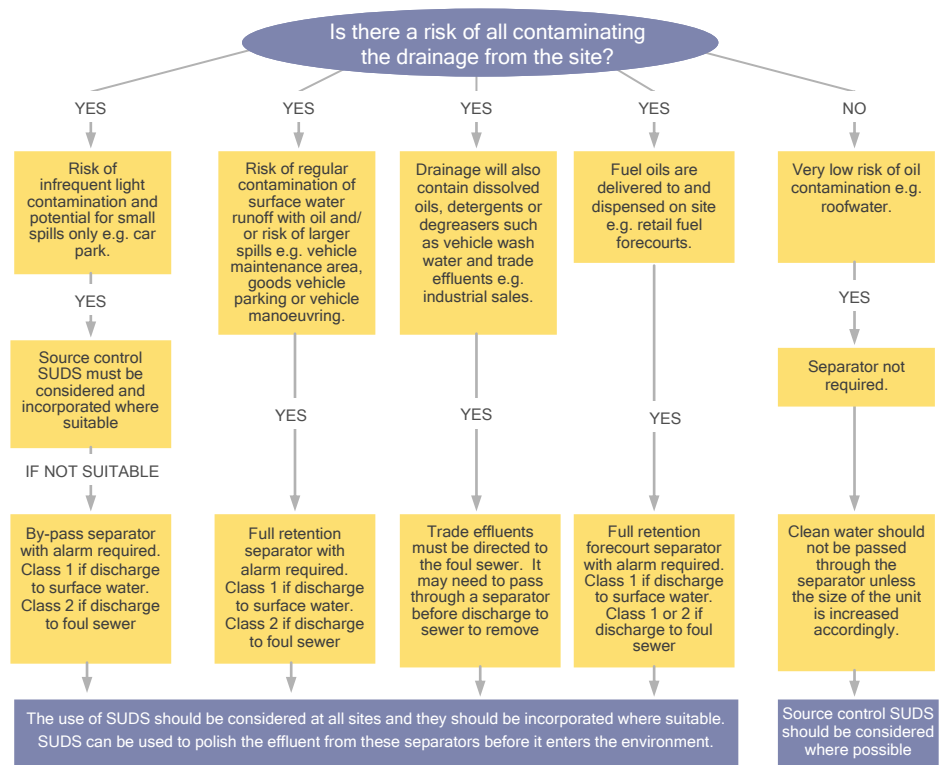 Is there a risk of all contaminating
the drainage from the site?
YES
Risk of
infrequent light
contamination and
potential for small
spills only e.g. car
park.
YES
Source control
SUDS must be
considered and
incorporated where
suitable
IF NOT SUITABLE
By-pass separator
with alarm required.
Class 1 if discharge
to surface water.
Class 2 if discharge
to foul sewer
YES
Risk of regular
contamination of
surface water
runoff with oil and/
or risk of larger
spills e.g. vehicle
maintenance area,
goods vehicle
parking or vehicle
manoeuvring.
YES
Full retention
separator with
alarm required.
Class 1 if discharge
to surface water.
Class 2 if discharge
to foul sewer
YES
Drainage will also
contain dissolved
oils, detergents or
degreasers such
as vehicle wash
water and trade
effluents e.g.
industrial sales.
YES
Trade effluents
must be directed to
the foul sewer. It
may need to pass
through a separator
before discharge to
sewer to remove
YES
Fuel oils are
delivered to and
dispensed on site
e.g. retail fuel
forecourts.
YES
Full retention
forecourt separator
with alarm required.
Class 1 if discharge
to surface water.
Class 1 or 2 if
discharge to foul
sewer
NO
Very low risk of oil
contamination e.g.
roofwater.
YES
Separator not
required.
Clean water should
not be passed
through the
separator unless
the size of the unit
is increased
accordingly.
The use of SUDS should be considered at all sites and they should be incorporated where suitable.
SUDS can be used to polish the effluent from these separators before it enters the environment.
Source control SUDS
should be considered
where possible